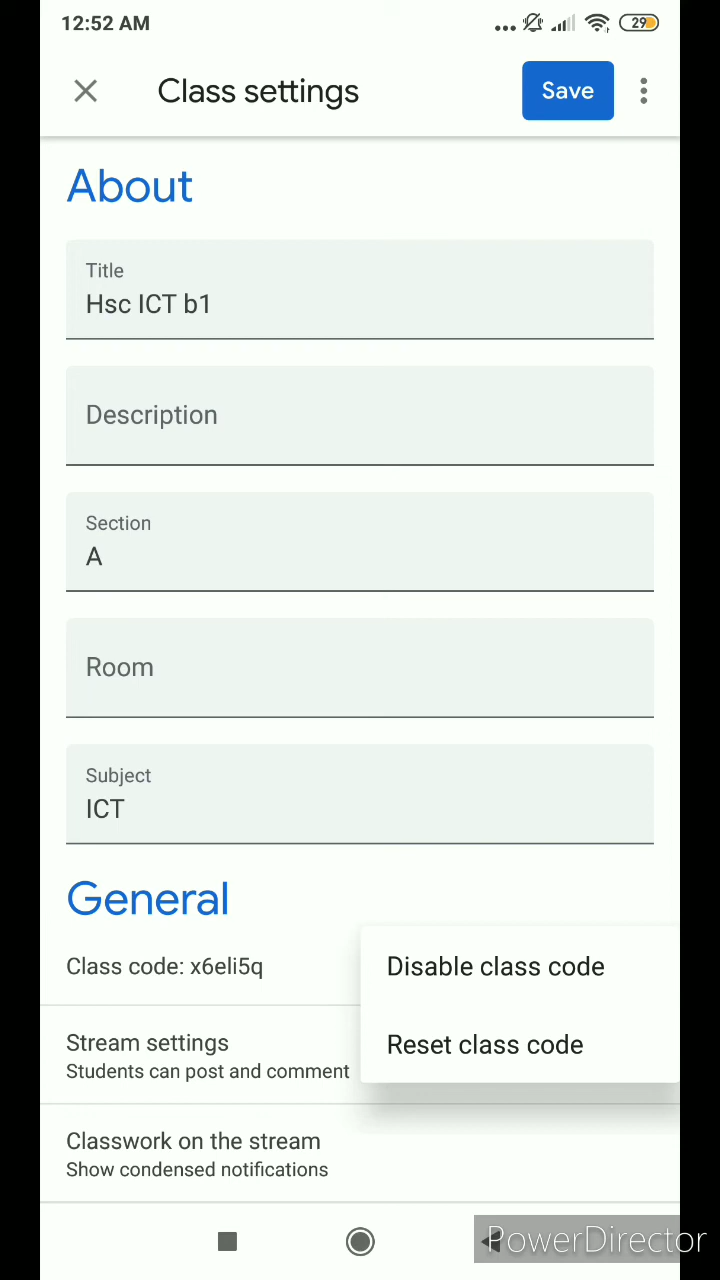 12:52 AM
29
Class settings
Save
About
Title
Hsc ICT b1
Description
Section
A
Room
Subject
ICT
General
Class code: x6eli5q
Disable class code
Reset class code
Stream settings
Students can post and comment
Classwork on the stream
Show condensed notifications
PowerDirector